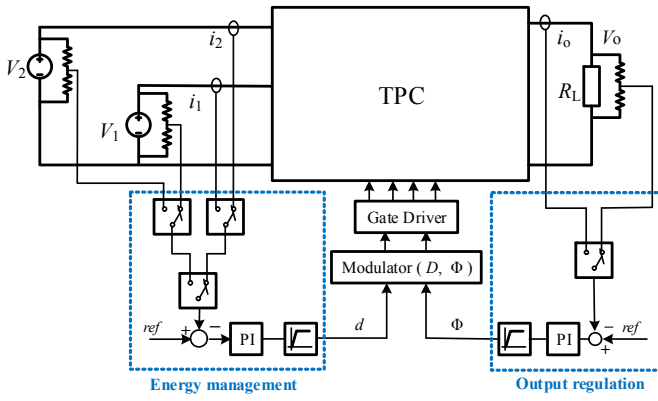 i2
io
Vo
V2
i1
TPC
RL
V1
Gate Driver
Modulator ( D, Φ)
ref
+
−
PI
d
Φ
PI
−
+
ref
Energy management
Output regulation